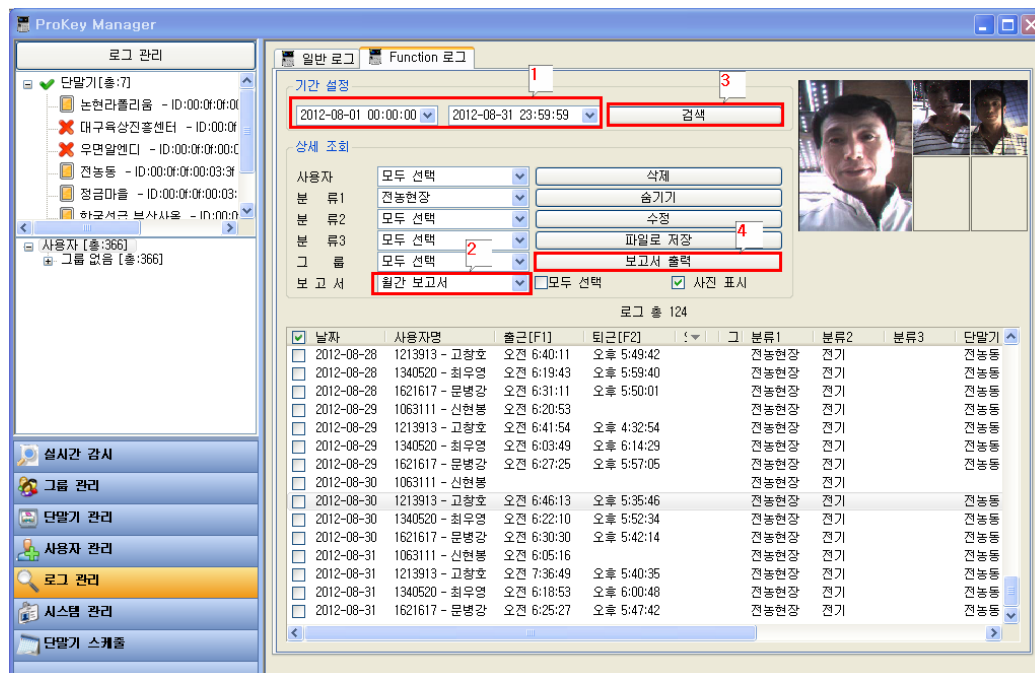 ProKey Manager
로그 관리
단말기[총:7]
논현라폴리움 - ID:00:0f:0f:00
대구육상진흥센터 - ID:00:0f
우면알엔디 - ID:00:0f:0f:00:0
전농동 - ID:00:0f:0f:00:03:3f
정금마을 - ID:00:0f:0f:00:03:
사용자 [총:366]
그룹 없음 [총:366]
실시간 감시
그룹 관리
단말기 관리
사용자 관리
로그 관리
시스템 관리
단말기 스케줄
일반 로그 Function 로그
1
3
기간 설정
2012-08-01 00:00:00 2012-08-31 23:59:59 검색
상세 조회
사용자 모두 선택 삭제
분 류1 전농현장 숨기기
분 류2 모두 선택 수정
분 류3 모두 선택 파일로 저장
2
4
그 룹 모두 선택 보고서 출력
보 고 서 월간 보고서 모두 선택 사진 표시
로그 총 124
날짜 사용자명 출근[F1] 퇴근[F2] 그 분류1 분류2 분류3 단말기
2012-08-28 1213913 - 고창호 오전 6:40:11 오후 5:49:42 전농현장 전기 전농동
2012-08-28 1340520 - 최우영 오전 6:19:43 오후 5:59:40 전농현장 전기 전농동
2012-08-28 1621617 - 문병강 오전 6:31:11 오후 5:50:01 전농현장 전기 전농동
2012-08-29 1063111 - 신현봉 오전 6:20:53 전농현장 전기 전농동
2012-08-29 1213913 - 고창호 오전 6:41:54 오후 4:32:54 전농현장 전기 전농동
2012-08-29 1340520 - 최우영 오전 6:03:49 오후 6:14:29 전농현장 전기 전농동
2012-08-29 1621617 - 문병강 오전 6:27:25 오후 5:57:05 전농현장 전기 전농동
2012-08-30 1063111 - 신현봉 전농현장 전기
2012-08-30 1213913 - 고창호 오전 6:46:13 오후 5:35:46 전농현장 전기 전농동
2012-08-30 1340520 - 최우영 오전 6:22:10 오후 5:52:34 전농현장 전기 전농동
2012-08-30 1621617 - 문병강 오전 6:30:30 오후 5:42:14 전농현장 전기 전농동
2012-08-31 1063111 - 신현봉 오전 6:05:16 전농현장 전기 전농동
2012-08-31 1213913 - 고창호 오전 7:36:49 오후 5:40:35 전농현장 전기 전농동
2012-08-31 1340520 - 최우영 오전 6:18:53 오후 6:00:48 전농현장 전기 전농동
2012-08-31 1621617 - 문병강 오전 6:25:27 오후 5:47:42 전농현장 전기 전농동